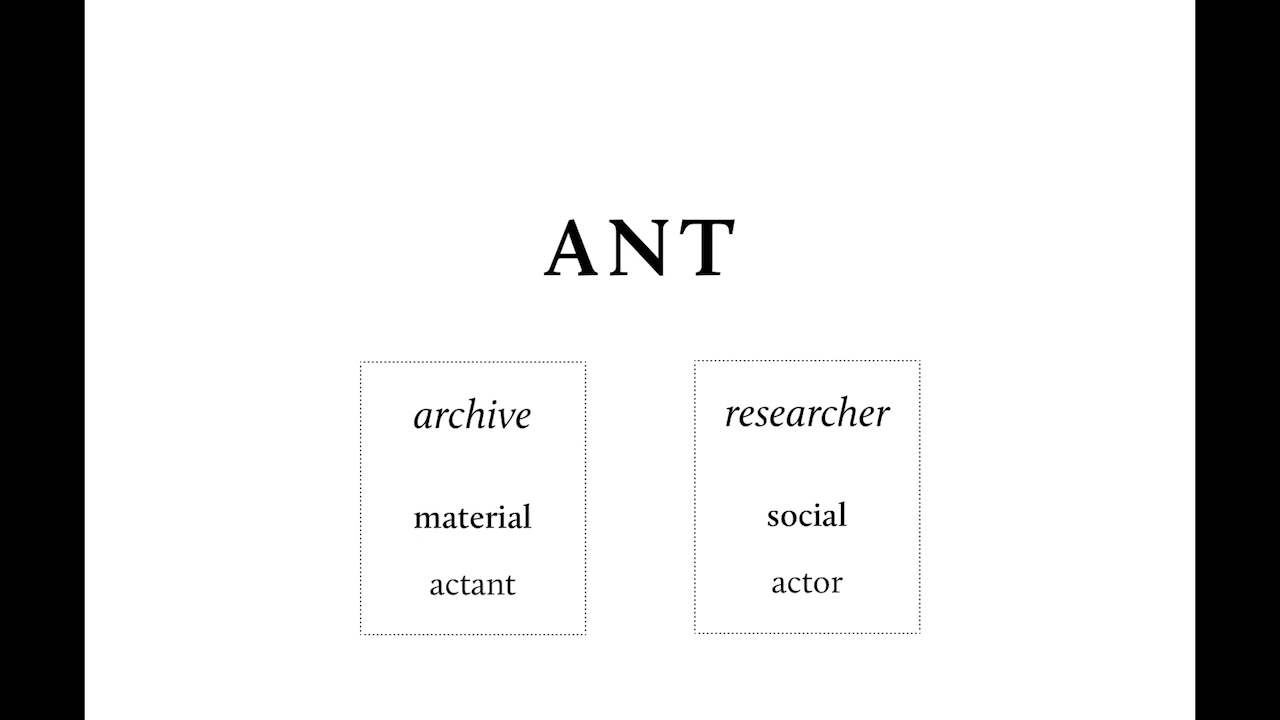 ANT
archive
material
actant
researcher
social
actor